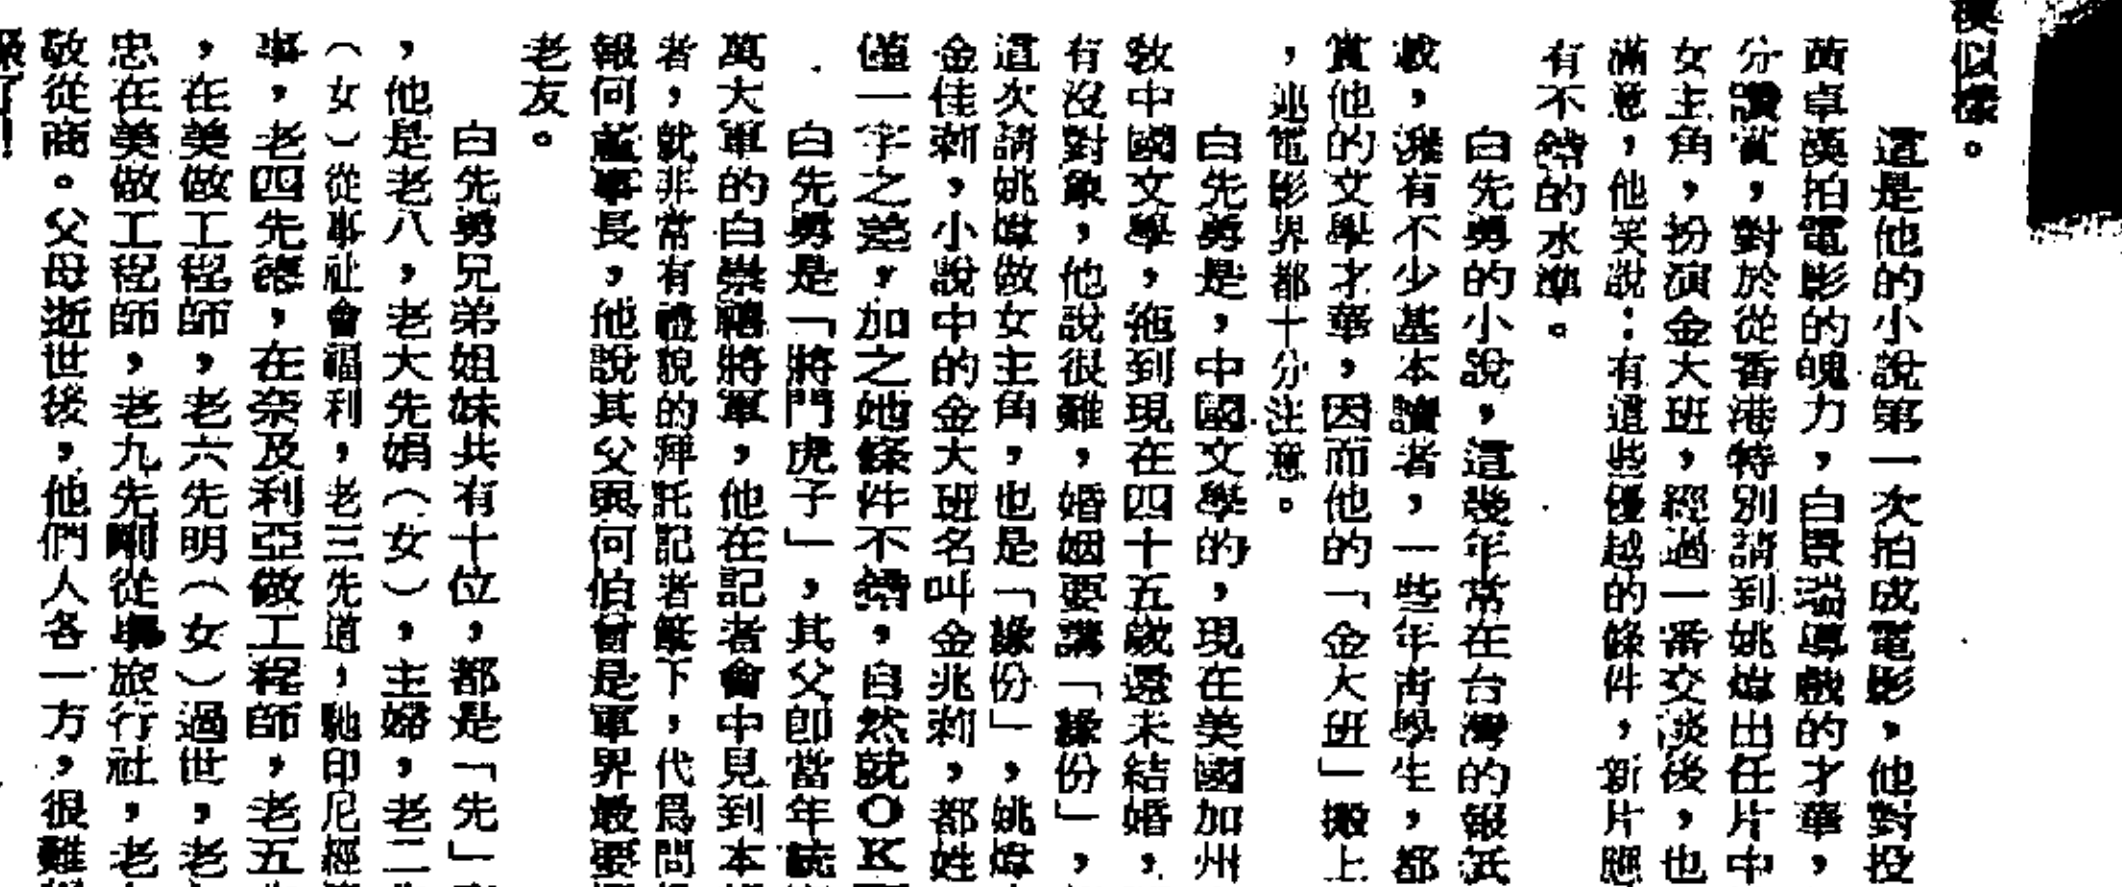 似樣。
這是他的小說第一次拍成電影，他對投
黃卓漢拍電影的魄力，白景瑞導戲的才華，
分讚賞，對於從香港特別請到姚煒出任片中
女主角，扮演金大班，經過一番交談後，也
滿意，他笑說：有這些優越的條件，新片應
有不錯的水準。
白先勇的小說，這幾年常在台灣的報
載，擁有不少基本讀者，一些年青學生，都
賞他的文學才華，因而他的「金大班」搬上
，連電影界都十分注意。
白先勇是，中國文學的，現在美國加州
教中國文學，拖到現在四十五歲還未結婚，
有沒對象，他說很難，婚姻要講「緣份」，
這次請姚煒做女主角，也是「緣份」，姚煒
金佳剃，小說中的金大班名叫金兆剃，都姓
僅一字之差，加之她條件不錯，自然就OK
白先勇是「將門虎子」，其父即當年統
萬大軍的白崇禧將軍，他在記者會中見到本
者，就非常有禮貌的拜託記者龥下，代爲問
報何董事長，他說其父與何伯曾是軍界最要
老友。
白先勇兄弟姐妹共有十位，都是「先」
，他是老八，老大先娟（女），主婦，老二
（女）從事社會福利，老三先道，馳印尼經
事，老四先德，在奈及利亞做工程師，老五
，在美做工程師，老六先明（女）過世，老
忠在美做工程師，老九先剛從事旅行社，老
敬從商。父母逝世後，他們人各一方，很難